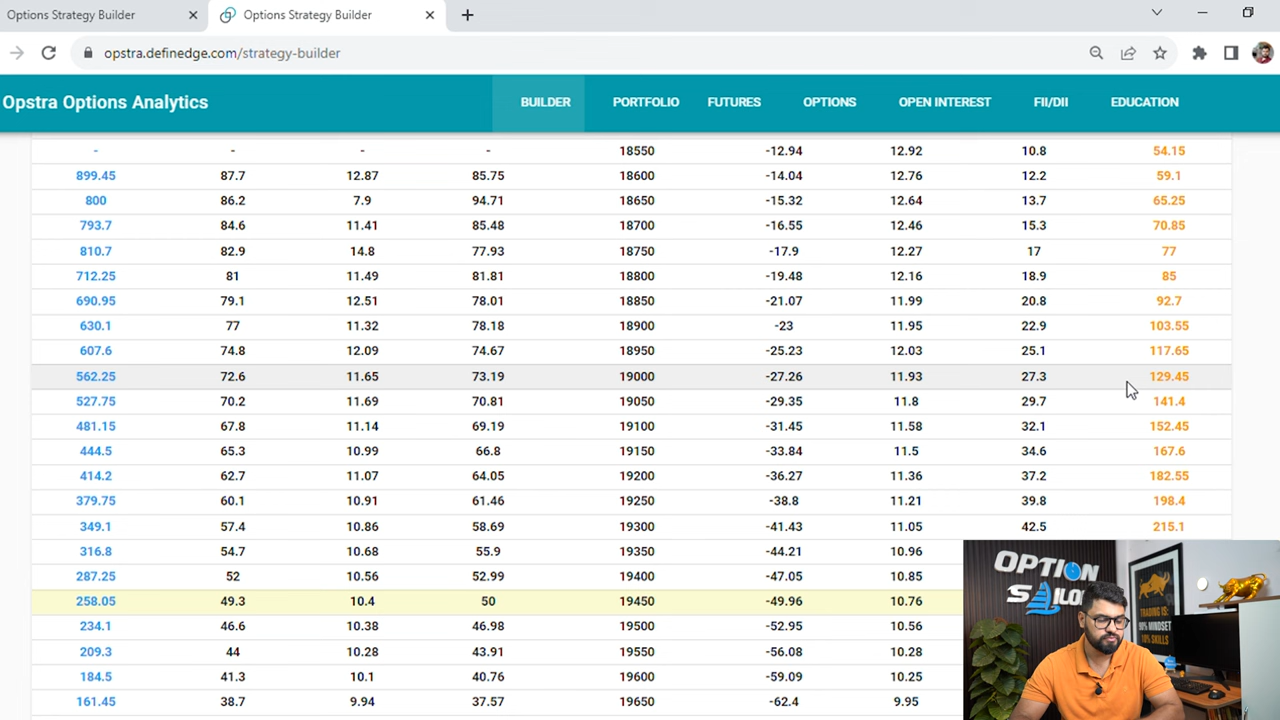 Options Strategy Builder
Options Strategy Builder
opstra.definedge.com/strategy-builder
Opstra Options Analytics BUILDER PORTFOLIO FUTURES OPTIONS OPEN INTEREST FII/DII EDUCATION
- - - - 18550 -12.94 12.92 10.8 54.15
899.45 87.7 12.87 85.75 18600 -14.04 12.76 12.2 59.1
800 86.2 7.9 94.71 18650 -15.32 12.64 13.7 65.25
793.7 84.6 11.41 85.48 18700 -16.55 12.46 15.3 70.85
810.7 82.9 14.8 77.93 18750 -17.9 12.27 17 77
712.25 81 11.49 81.81 18800 -19.48 12.16 18.9 85
690.95 79.1 12.51 78.01 18850 -21.07 11.99 20.8 92.7
630.1 77 11.32 78.18 18900 -23 11.95 22.9 103.55
607.6 74.8 12.09 74.67 18950 -25.23 12.03 25.1 117.65
562.25 72.6 11.65 73.19 19000 -27.26 11.93 27.3 129.45
527.75 70.2 11.69 70.81 19050 -29.35 11.8 29.7 141.4
481.15 67.8 11.14 69.19 19100 -31.45 11.58 32.1 152.45
444.5 65.3 10.99 66.8 19150 -33.84 11.5 34.6 167.6
414.2 62.7 11.07 64.05 19200 -36.27 11.36 37.2 182.55
379.75 60.1 10.91 61.46 19250 -38.8 11.21 39.8 198.4
349.1 57.4 10.86 58.69 19300 -41.43 11.05 42.5 215.1
316.8 54.7 10.68 55.9 19350 -44.21 10.96
287.25 52 10.56 52.99 19400 -47.05 10.85
258.05 49.3 10.4 50 19450 -49.96 10.76
234.1 46.6 10.38 46.98 19500 -52.95 10.56
209.3 44 10.28 43.91 19550 -56.08 10.28
184.5 41.3 10.1 40.76 19600 -59.09 10.25
161.45 38.7 9.94 37.57 19650 -62.4 9.95
OPTION
TRADING IS:
90% MINDSET
10% SKILLS